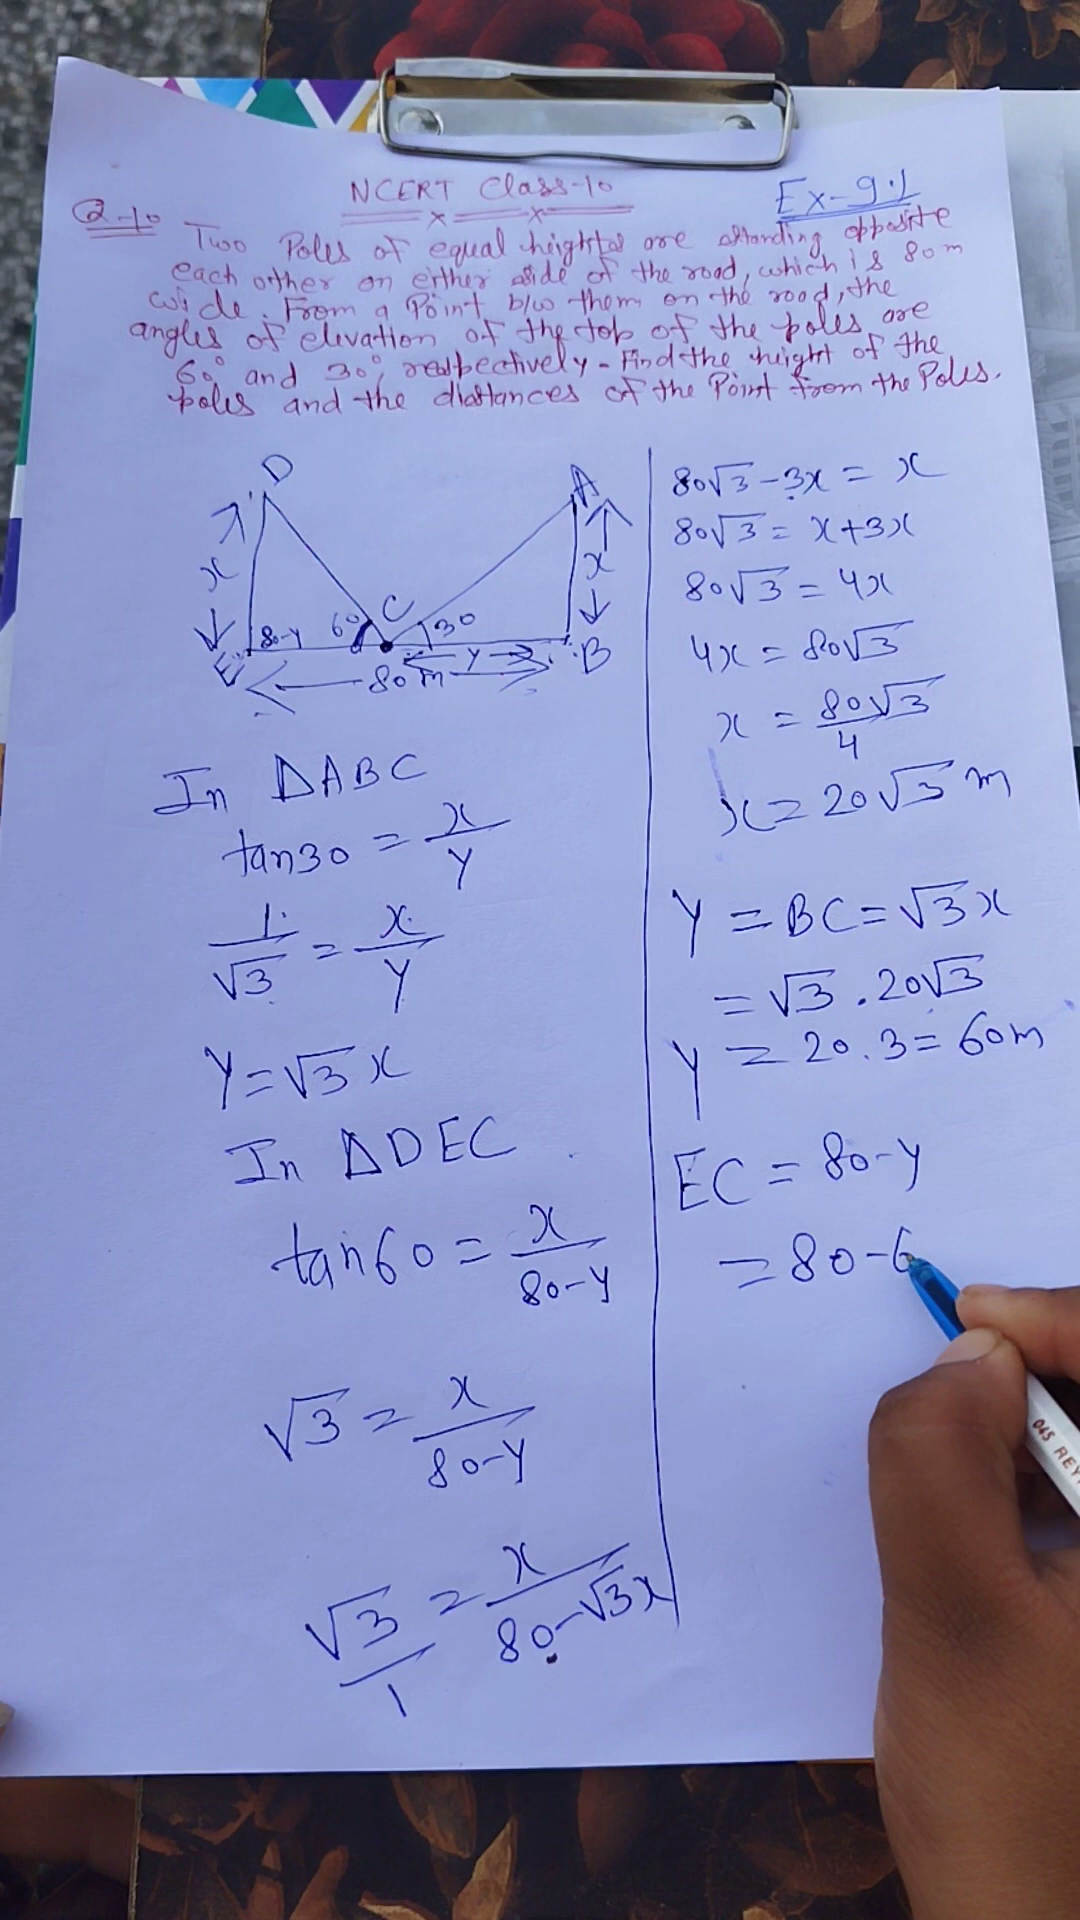 NCERT Class-10
Ex-9.1
Q-10 Two Poles of equal heights are standing opposite
each other on either side of the road, which is 80m
wide. From a Point b/w them on the road, the
angles of elevation of the top of the poles are
60° and 30°, respectively. Find the height of the
poles and the distances of the Point from the Poles.
D
A
x
x
C
80-y 60 30
E y B
80m
In ΔABC
tan30 = x/y
1/√3 = x/y
y=√3x
In ΔDEC
tan60 = x/80-y
√3 = x/80-y
√3/1 = x/80-√3x
80√3-3x = x
80√3 = x+3x
80√3 = 4x
4x = 80√3
x = 80√3/4
x = 20√3 m
y = BC = √3x
= √3 . 20√3
y = 20.3 = 60m
EC = 80-y
= 80-6
045 REY